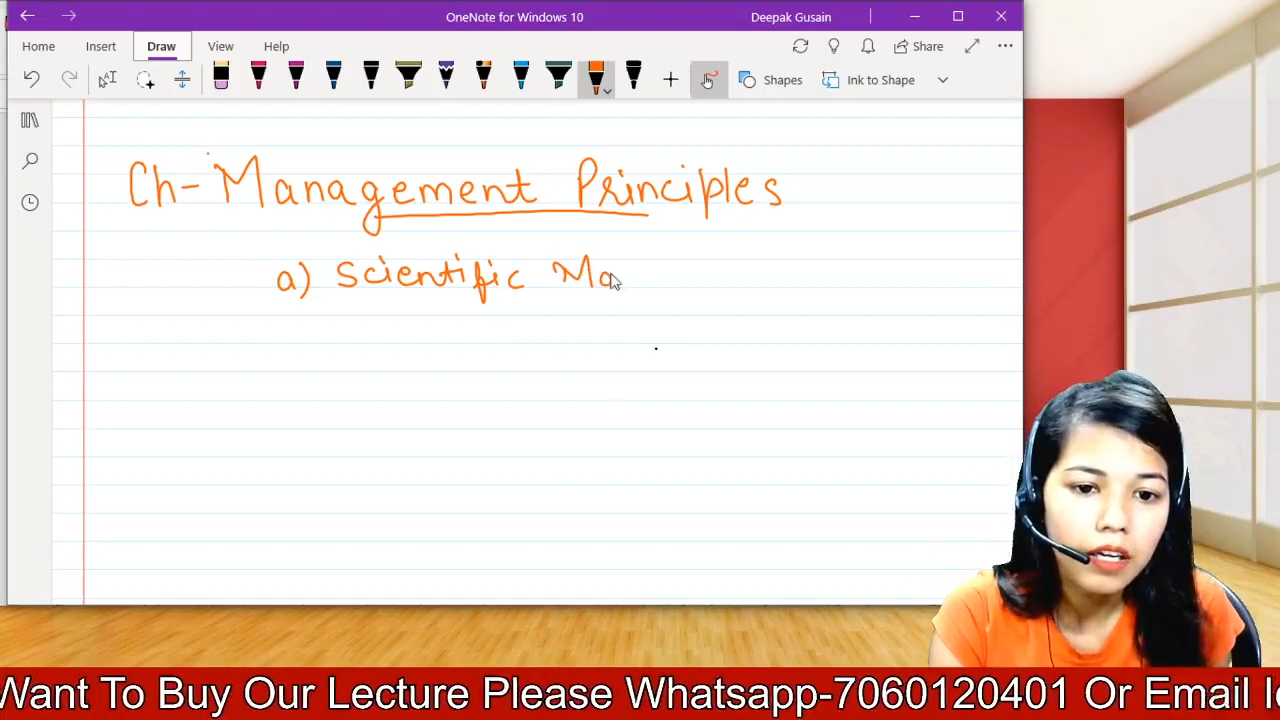 OneNote for Windows 10
Deepak Gusain
Home Insert Draw View Help
Share
Shapes
Ink to Shape
Ch- Management Principles
a) Scientific Ma
Want To Buy Our Lecture Please Whatsapp-7060120401 Or Email Id